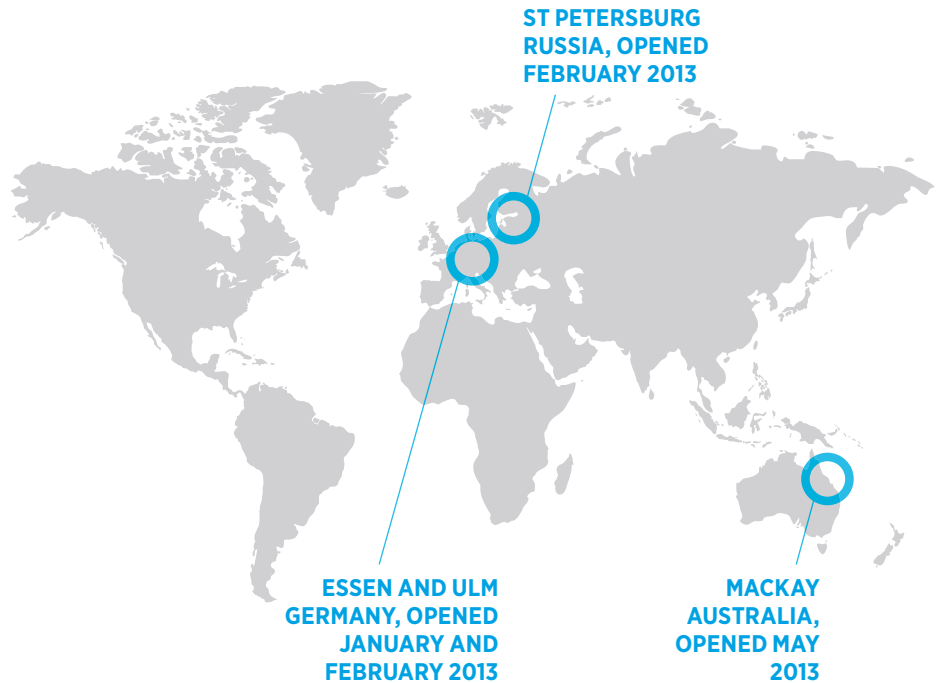 ST PETERSBURG
RUSSIA, OPENED
FEBRUARY 2013
ESSEN AND ULM
GERMANY, OPENED
JANUARY AND
FEBRUARY 2013
MACKAY
AUSTRALIA,
OPENED MAY
2013